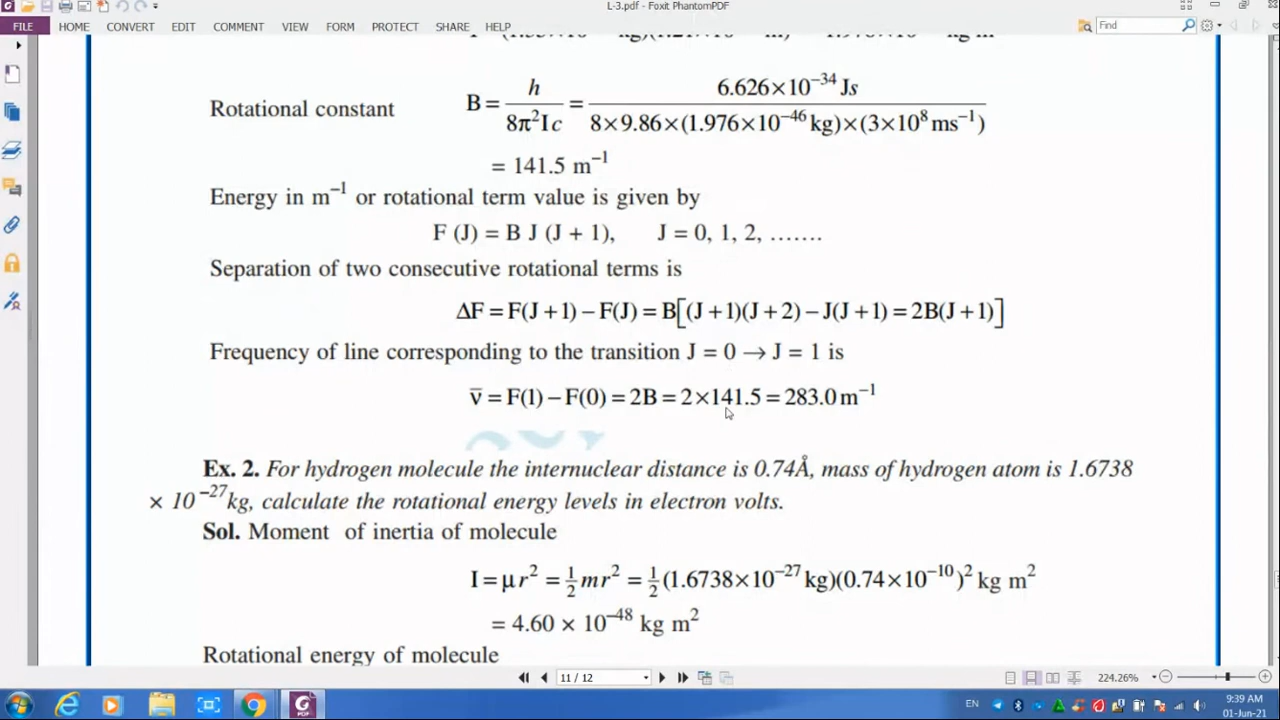 L-3.pdf - Foxit PhantomPDF
FILE HOME CONVERT EDIT COMMENT VIEW FORM PROTECT SHARE HELP Find
Rotational constant B = h / 8π²Ic = 6.626×10⁻³⁴ Js / 8×9.86×(1.976×10⁻⁴⁶ kg)×(3×10⁸ ms⁻¹)
= 141.5 m⁻¹
Energy in m⁻¹ or rotational term value is given by
F (J) = B J (J + 1), J = 0, 1, 2, …….
Separation of two consecutive rotational terms is
ΔF = F(J+1) − F(J) = B[(J+1)(J+2) − J(J+1) = 2B(J+1)]
Frequency of line corresponding to the transition J = 0 → J = 1 is
ν̄ = F(1) − F(0) = 2B = 2×141.5 = 283.0 m⁻¹
Ex. 2. For hydrogen molecule the internuclear distance is 0.74Å, mass of hydrogen atom is 1.6738
× 10⁻²⁷kg, calculate the rotational energy levels in electron volts.
Sol. Moment of inertia of molecule
I = μr² = ½mr² = ½(1.6738×10⁻²⁷ kg)(0.74×10⁻¹⁰)² kg m²
= 4.60 × 10⁻⁴⁸ kg m²
Rotational energy of molecule
11 / 12 224.26%
EN 9:39 AM
01-Jun-21